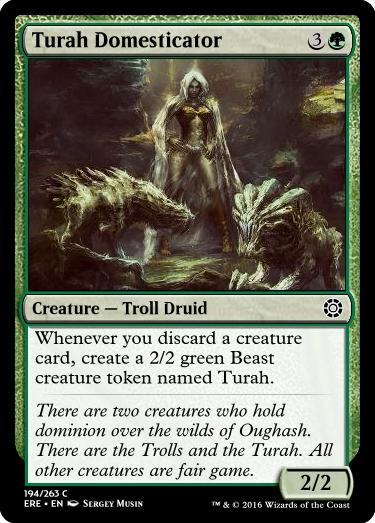 Turah Domesticator 3
Creature — Troll Druid
Whenever you discard a creature
card, create a 2/2 green Beast
creature token named Turah.
There are two creatures who hold
dominion over the wilds of Oughash.
There are the Trolls and the Turah. All
other creatures are fair game.
2/2
194/263 C
ERE • EN Sergey Musin ™ & © 2016 Wizards of the Coast